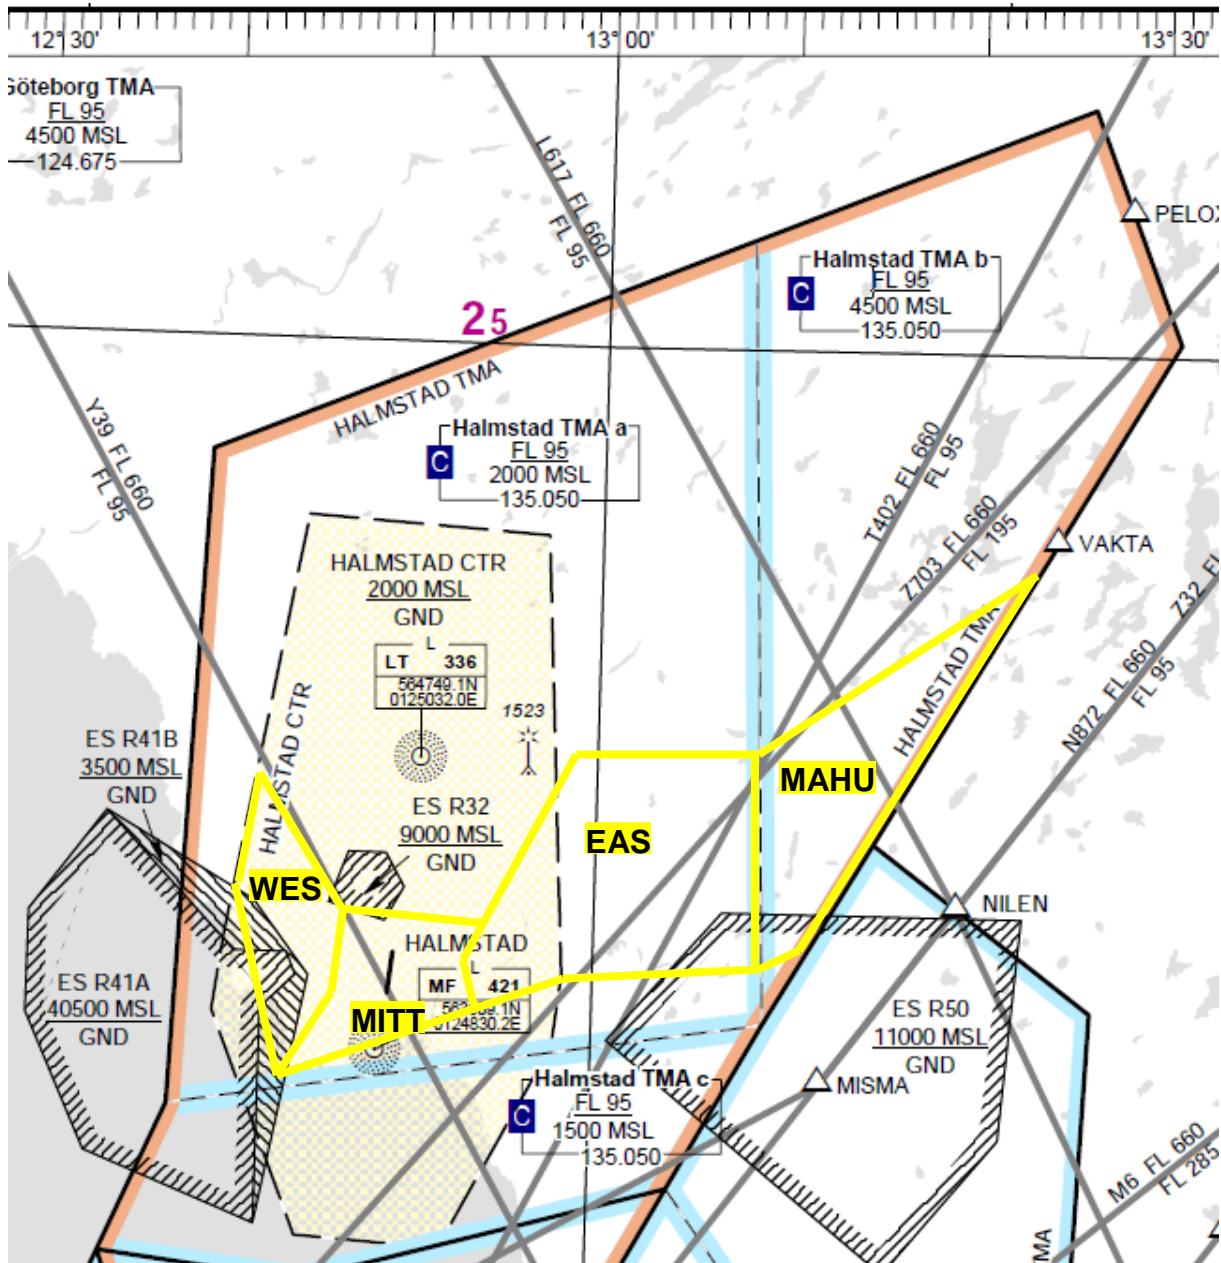 12°30'
13°00'
13°30'
Göteborg TMA
FL 95
4500 MSL
124.675
L617 FL 660
FL 95
PELOX
Halmstad TMA b
C
FL 95
4500 MSL
135.050
25
HALMSTAD TMA
Y39 FL 660
FL 95
Halmstad TMA a
C
FL 95
2000 MSL
135.050
T402 FL 660
FL 95
Z703 FL 660
FL 195
VAKTA
HALMSTAD CTR
2000 MSL
GND
L
LT 336
564749.1N
0125032.0E
Z32 FL
HALMSTAD TMA
N872 FL 660
FL 95
HALMSTAD CTR
1523
ES R41B
3500 MSL
GND
MAHU
ES R32
9000 MSL
GND
EAS
WES
NILEN
HALMSTAD
L
MF 421
0124830.2E
ES R41A
40500 MSL
GND
MITT
ES R50
11000 MSL
GND
MISMA
Halmstad TMA c
C
FL 95
1500 MSL
135.050
M6 FL 660
FL 285
TMA